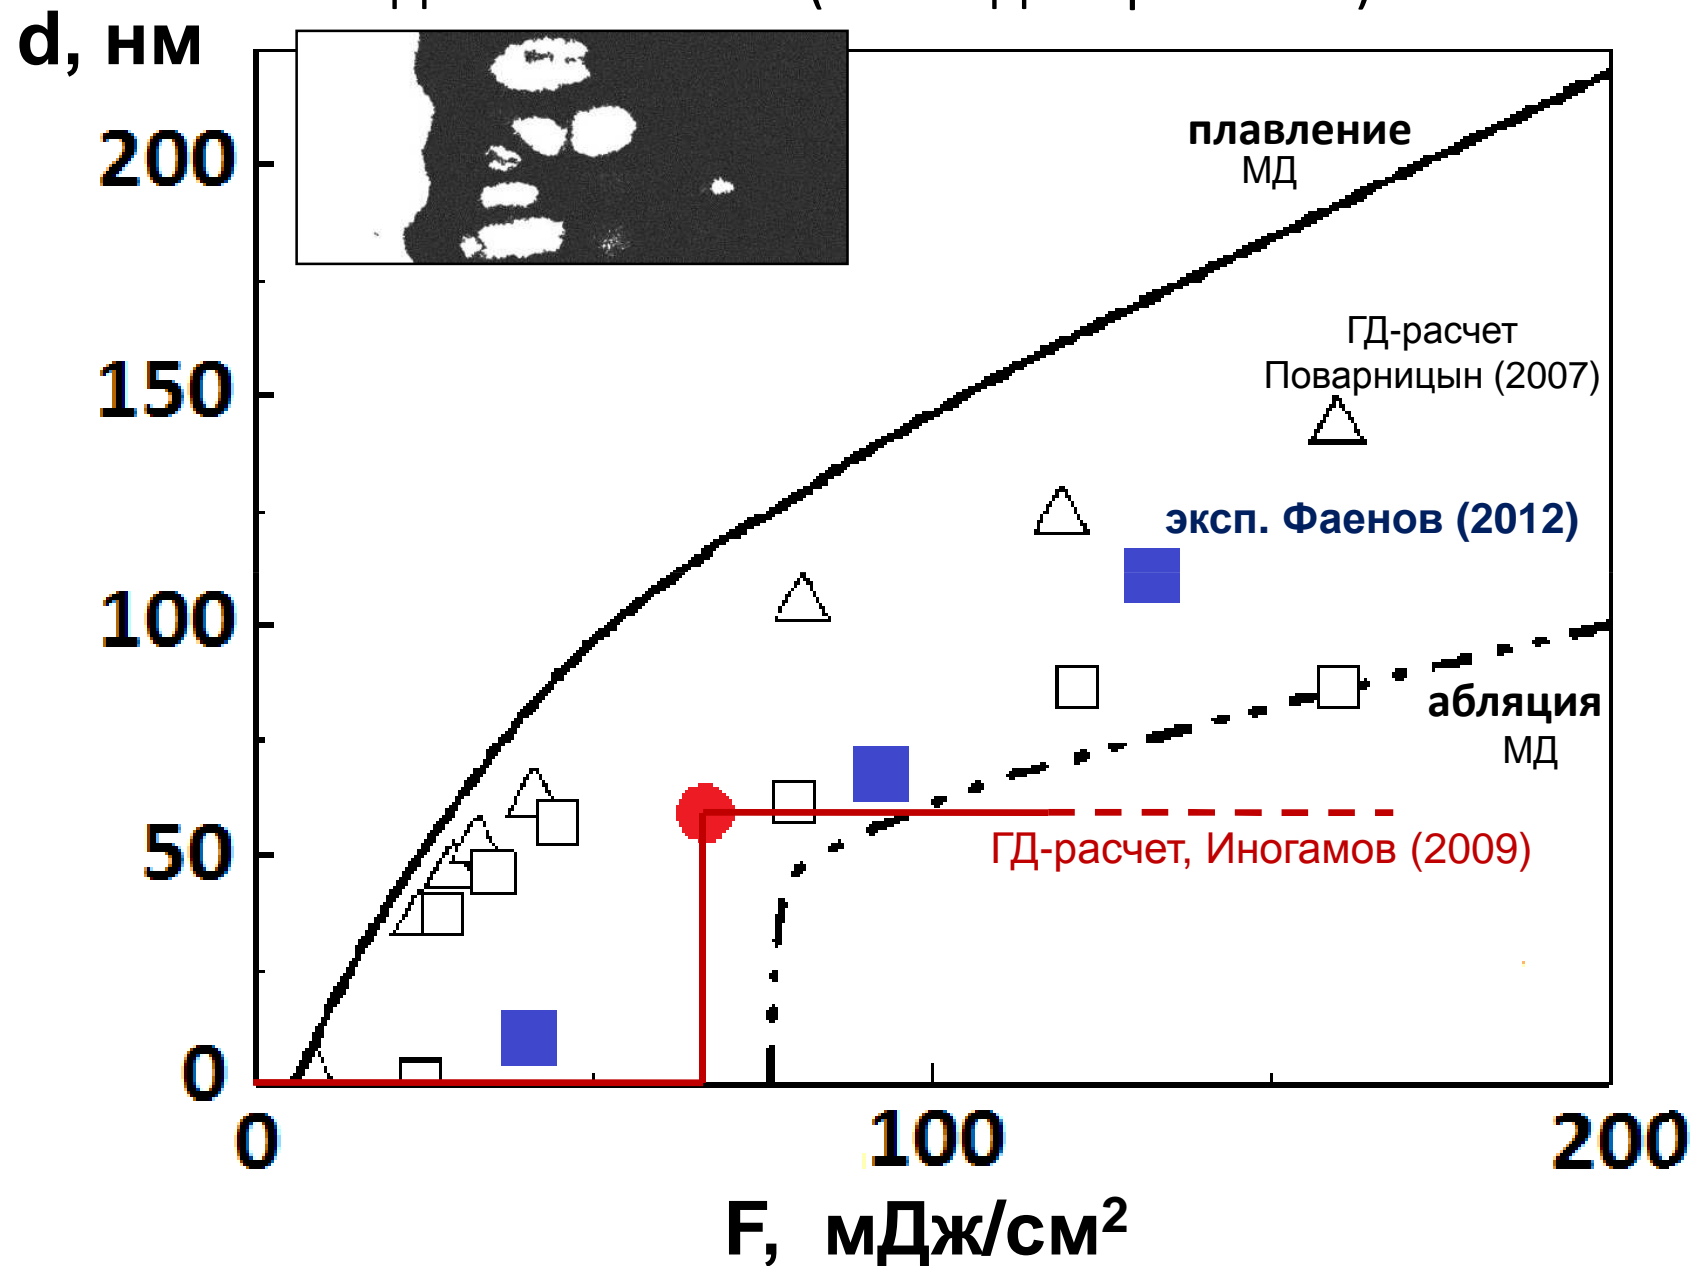 d, нм
200
150
100
50
0
плавление
МД
ГД-расчет
Поварницын (2007)
эксп. Фаенов (2012)
абляция
МД
ГД-расчет, Иногамов (2009)
0
100
200
F, мДж/см²